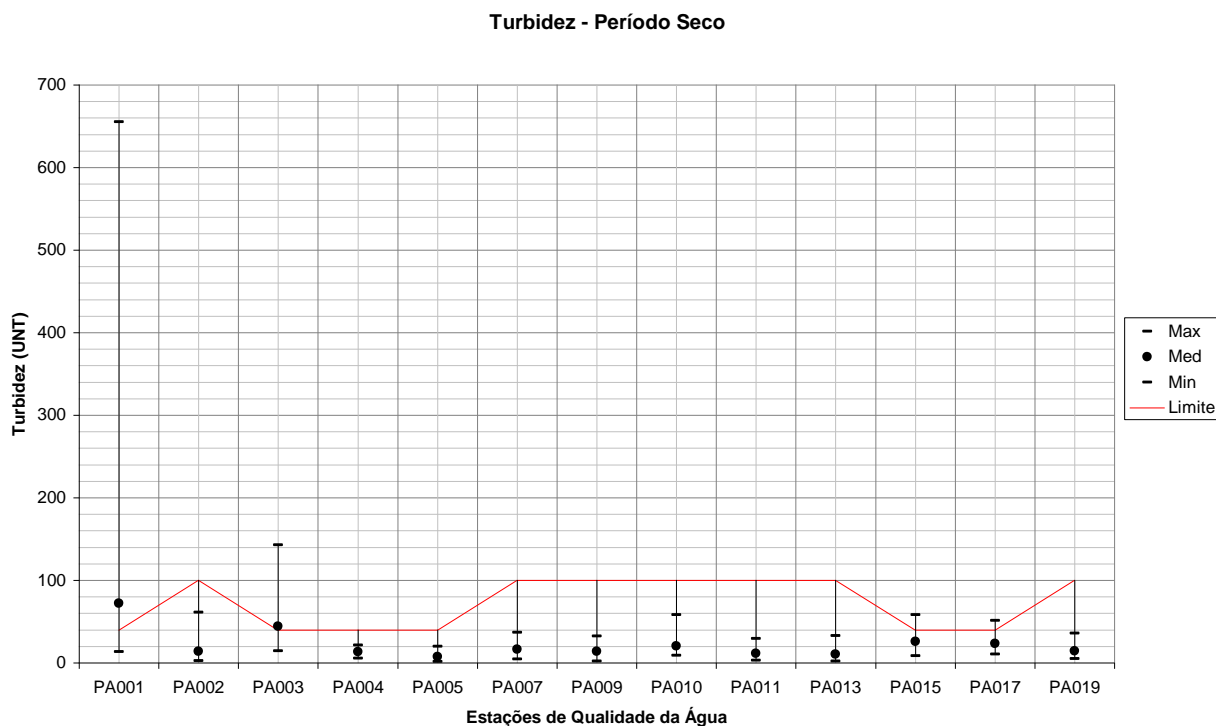 Turbidez - Período Seco
700
600
500
400
300
200
100
0
Turbidez (UNT)
PA001 PA002 PA003 PA004 PA005 PA007 PA009 PA010 PA011 PA013 PA015 PA017 PA019
Estações de Qualidade da Água
Max
Med
Min
Limite